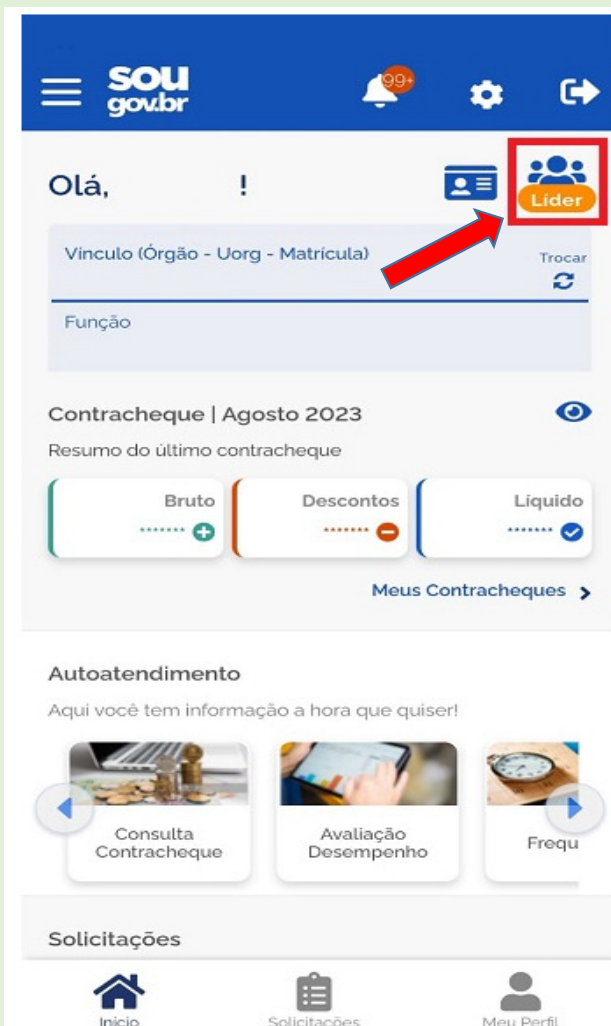 sou
gov.br
99+
Olá, !
Líder
Vínculo (Órgão - Uorg - Matrícula)
Trocar
Função
Contracheque | Agosto 2023
Resumo do último contracheque
Bruto
*******
Descontos
*******
Líquido
*******
Meus Contracheques
Autoatendimento
Aqui você tem informação a hora que quiser!
Consulta
Contracheque
Avaliação
Desempenho
Frequ
Solicitações
Início
Solicitações
Meu Perfil